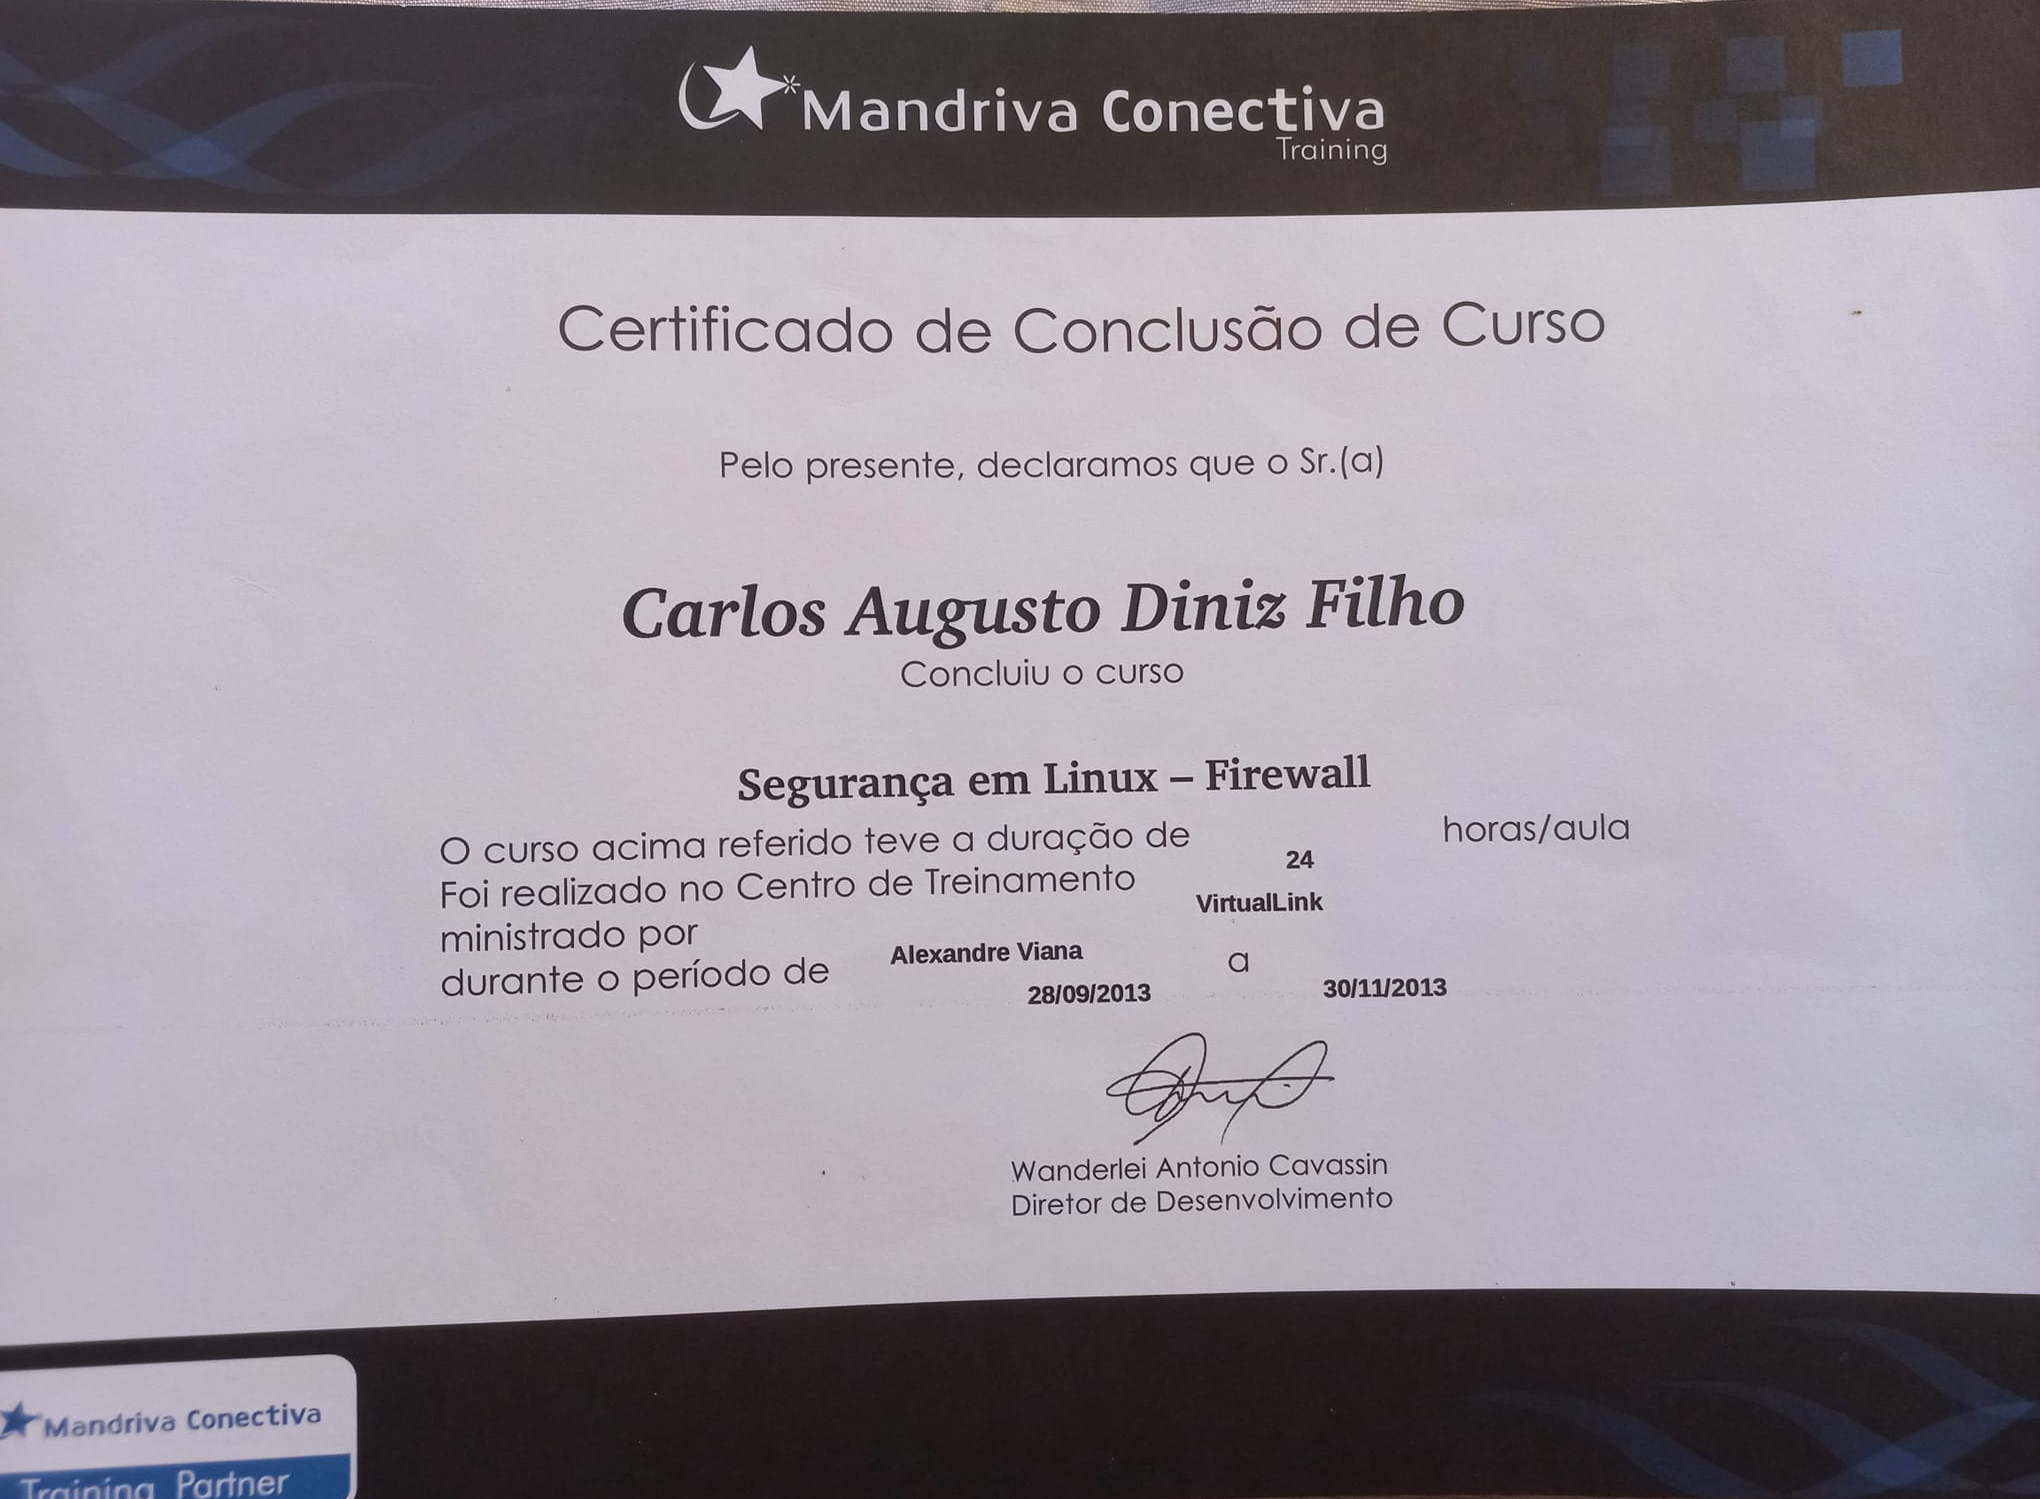 Mandriva Conectiva
Training
Certificado de Conclusão de Curso
Pelo presente, declaramos que o Sr.(a)
Carlos Augusto Diniz Filho
Concluiu o curso
Segurança em Linux – Firewall
O curso acima referido teve a duração de 24 horas/aula
Foi realizado no Centro de Treinamento VirtualLink
ministrado por Alexandre Viana
durante o período de 28/09/2013 a 30/11/2013
Wanderlei Antonio Cavassin
Diretor de Desenvolvimento
Mandriva Conectiva
Training Partner